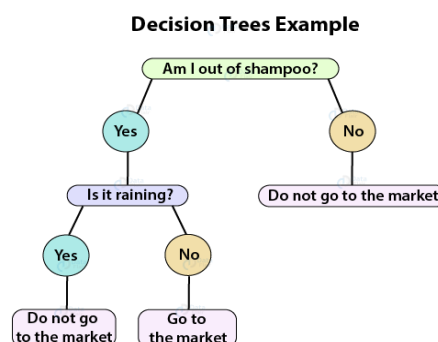 Decision Trees Example
Am I out of shampoo?
Yes
No
Is it raining?
Do not go to the market
Yes
No
Do not go
to the market
Go to
the market